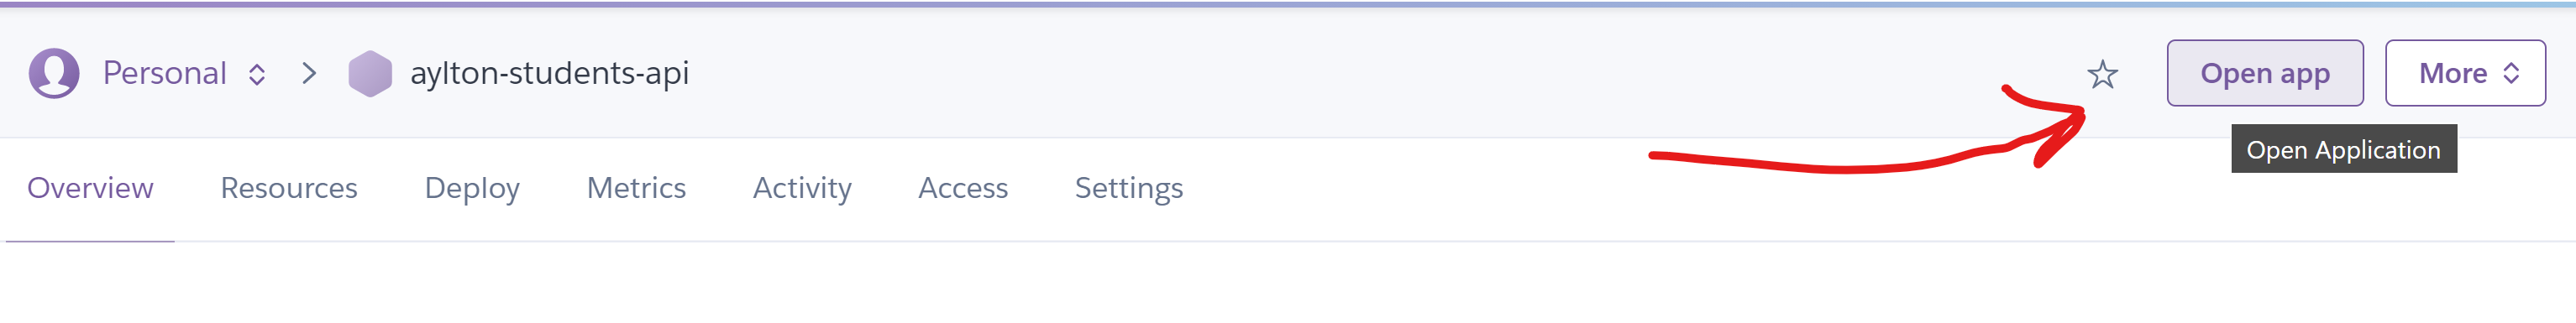 Personal aylton-students-api Open app More
Open Application
Overview Resources Deploy Metrics Activity Access Settings